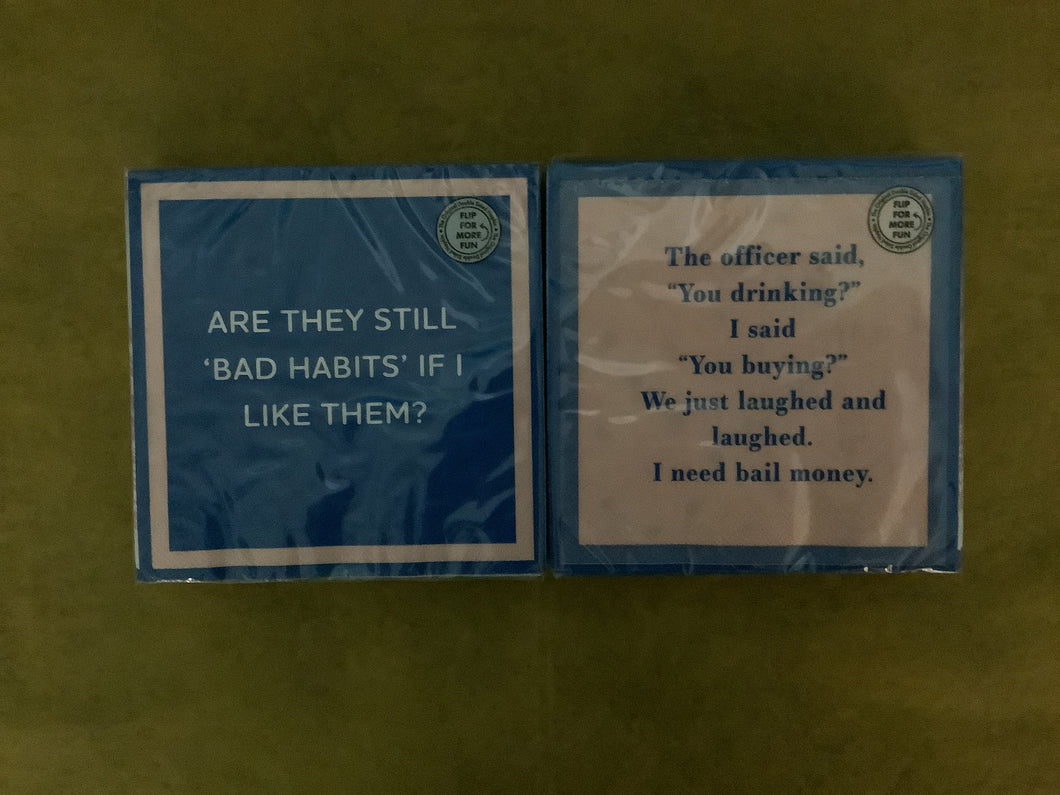 ARE THEY STILL
‘BAD HABITS’ IF I
LIKE THEM?
FLIP
FOR
MORE
FUN
The officer said,
“You drinking?”
I said
“You buying?”
We just laughed and
laughed.
I need bail money.
FLIP
FOR
MORE
FUN